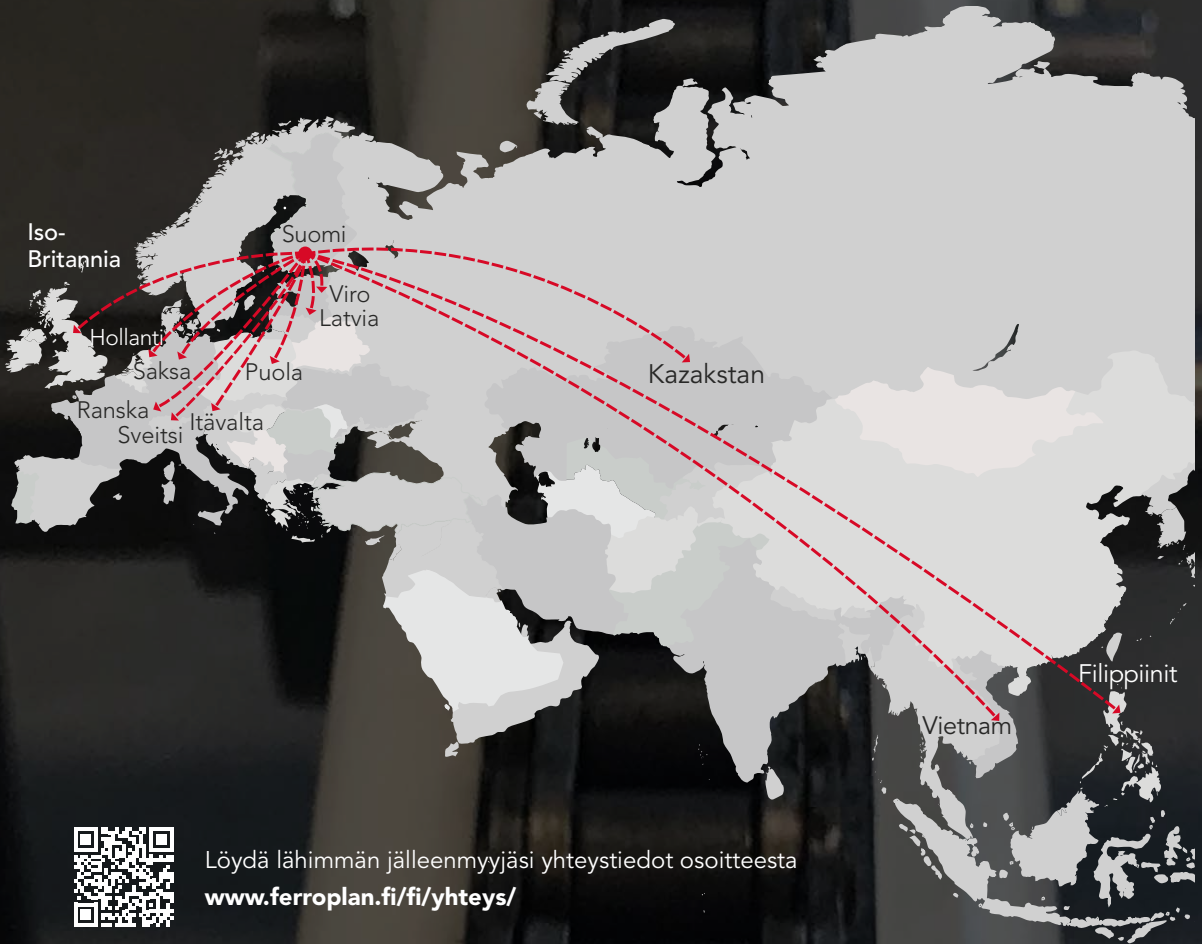 Iso-
Britannia
Suomi
Viro
Latvia
Hollanti
Saksa
Puola
Kazakstan
Ranska
Itävalta
Sveitsi
Filippiinit
Vietnam
Löydä lähimmän jälleenmyyjäsi yhteystiedot osoitteesta
www.ferroplan.fi/fi/yhteys/